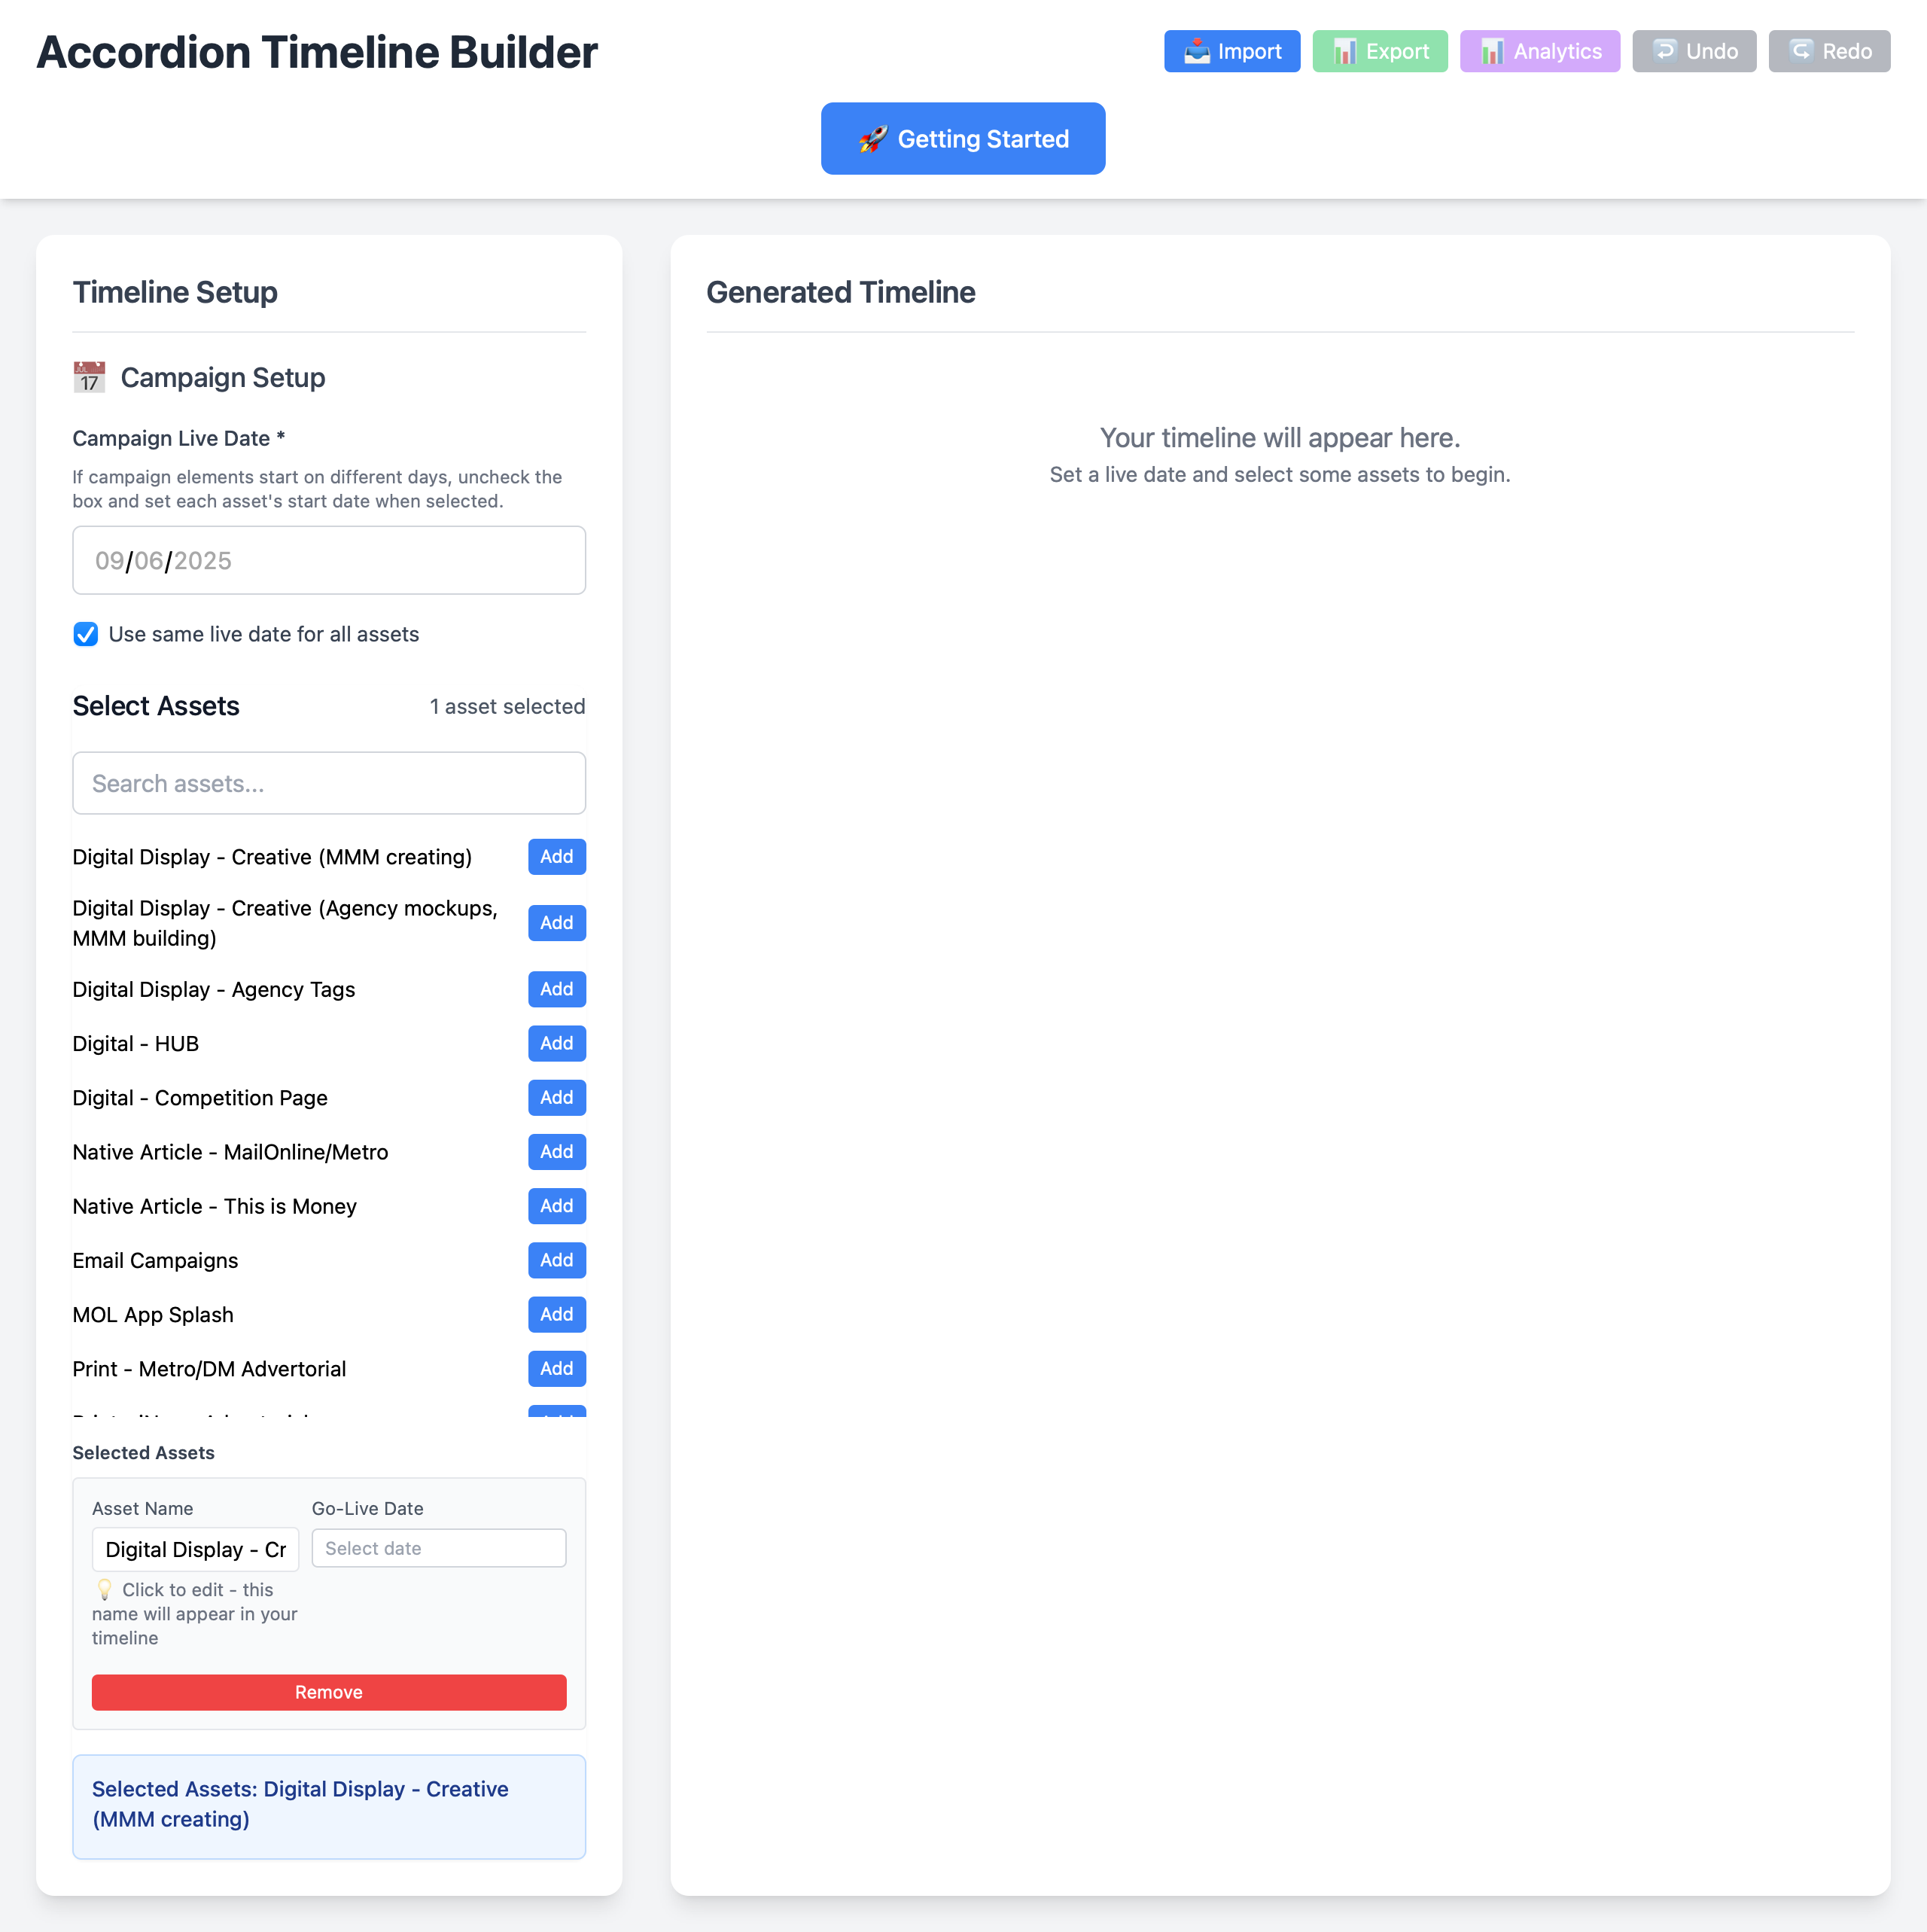 Accordion Timeline Builder
Import
Export
Analytics
Undo
Redo
Getting Started
Timeline Setup
JUL
17
Campaign Setup
Campaign Live Date *
If campaign elements start on different days, uncheck the
box and set each asset's start date when selected.
09/06/2025
Use same live date for all assets
Select Assets
1 asset selected
Search assets...
Digital Display - Creative (MMM creating)
Add
Digital Display - Creative (Agency mockups,
MMM building)
Add
Digital Display - Agency Tags
Add
Digital - HUB
Add
Digital - Competition Page
Add
Native Article - MailOnline/Metro
Add
Native Article - This is Money
Add
Email Campaigns
Add
MOL App Splash
Add
Print - Metro/DM Advertorial
Add
Selected Assets
Asset Name
Go-Live Date
Digital Display - Cr
Select date
Click to edit - this
name will appear in your
timeline
Remove
Selected Assets: Digital Display - Creative
(MMM creating)
Generated Timeline
Your timeline will appear here.
Set a live date and select some assets to begin.